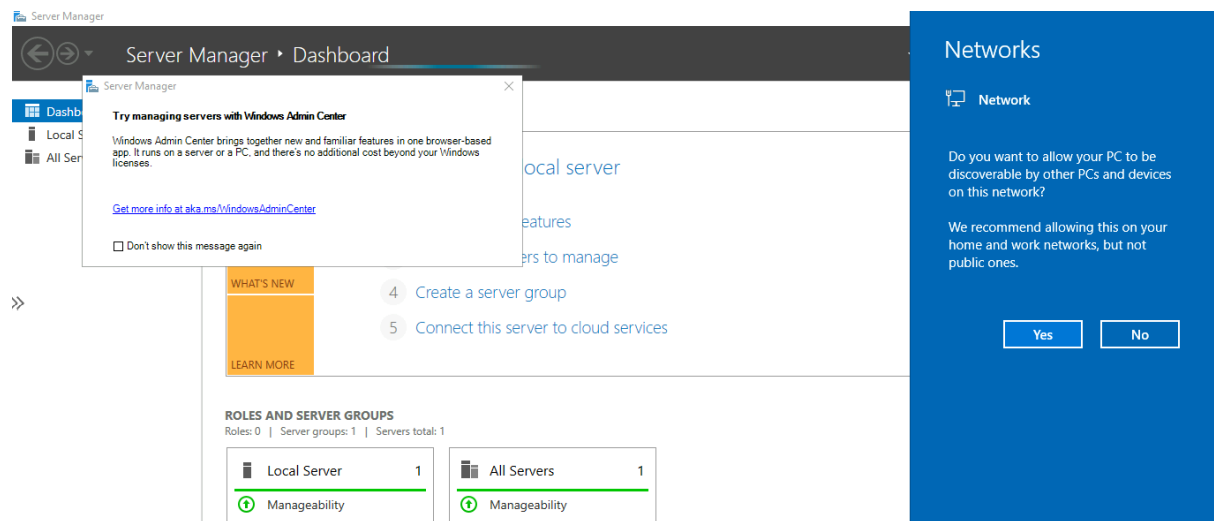 Server Manager
Server Manager • Dashboard
Server Manager
Try managing servers with Windows Admin Center
Windows Admin Center brings together new and familiar features in one browser-based
app. It runs on a server or a PC, and there's no additional cost beyond your Windows
licenses.
Get more info at aka.ms/WindowsAdminCenter
Don't show this message again
Dashb
Local S
All Ser
ocal server
eatures
ers to manage
4 Create a server group
5 Connect this server to cloud services
WHAT'S NEW
LEARN MORE
ROLES AND SERVER GROUPS
Roles: 0 | Server groups: 1 | Servers total: 1
Local Server 1
Manageability
All Servers 1
Manageability
Networks
Network
Do you want to allow your PC to be
discoverable by other PCs and devices
on this network?
We recommend allowing this on your
home and work networks, but not
public ones.
Yes No